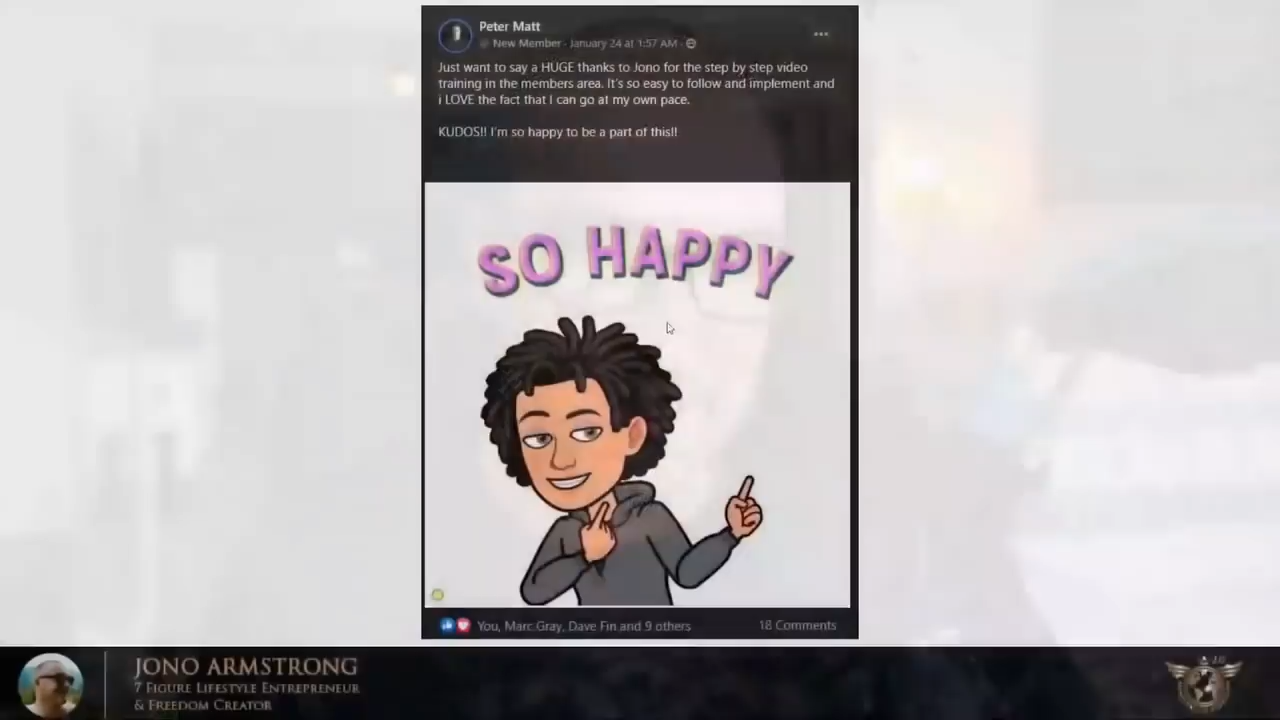 Peter Matt
New Member · January 24 at 1:57 AM ·
Just want to say a HUGE thanks to Jono for the step by step video
training in the members area. It's so easy to follow and implement and
i LOVE the fact that I can go at my own pace.
KUDOS!! I'm so happy to be a part of this!!
SO HAPPY
You, Marc Gray, Dave Fin and 9 others
18 Comments
JONO ARMSTRONG
7 FIGURE LIFESTYLE ENTREPRENEUR
& FREEDOM CREATOR